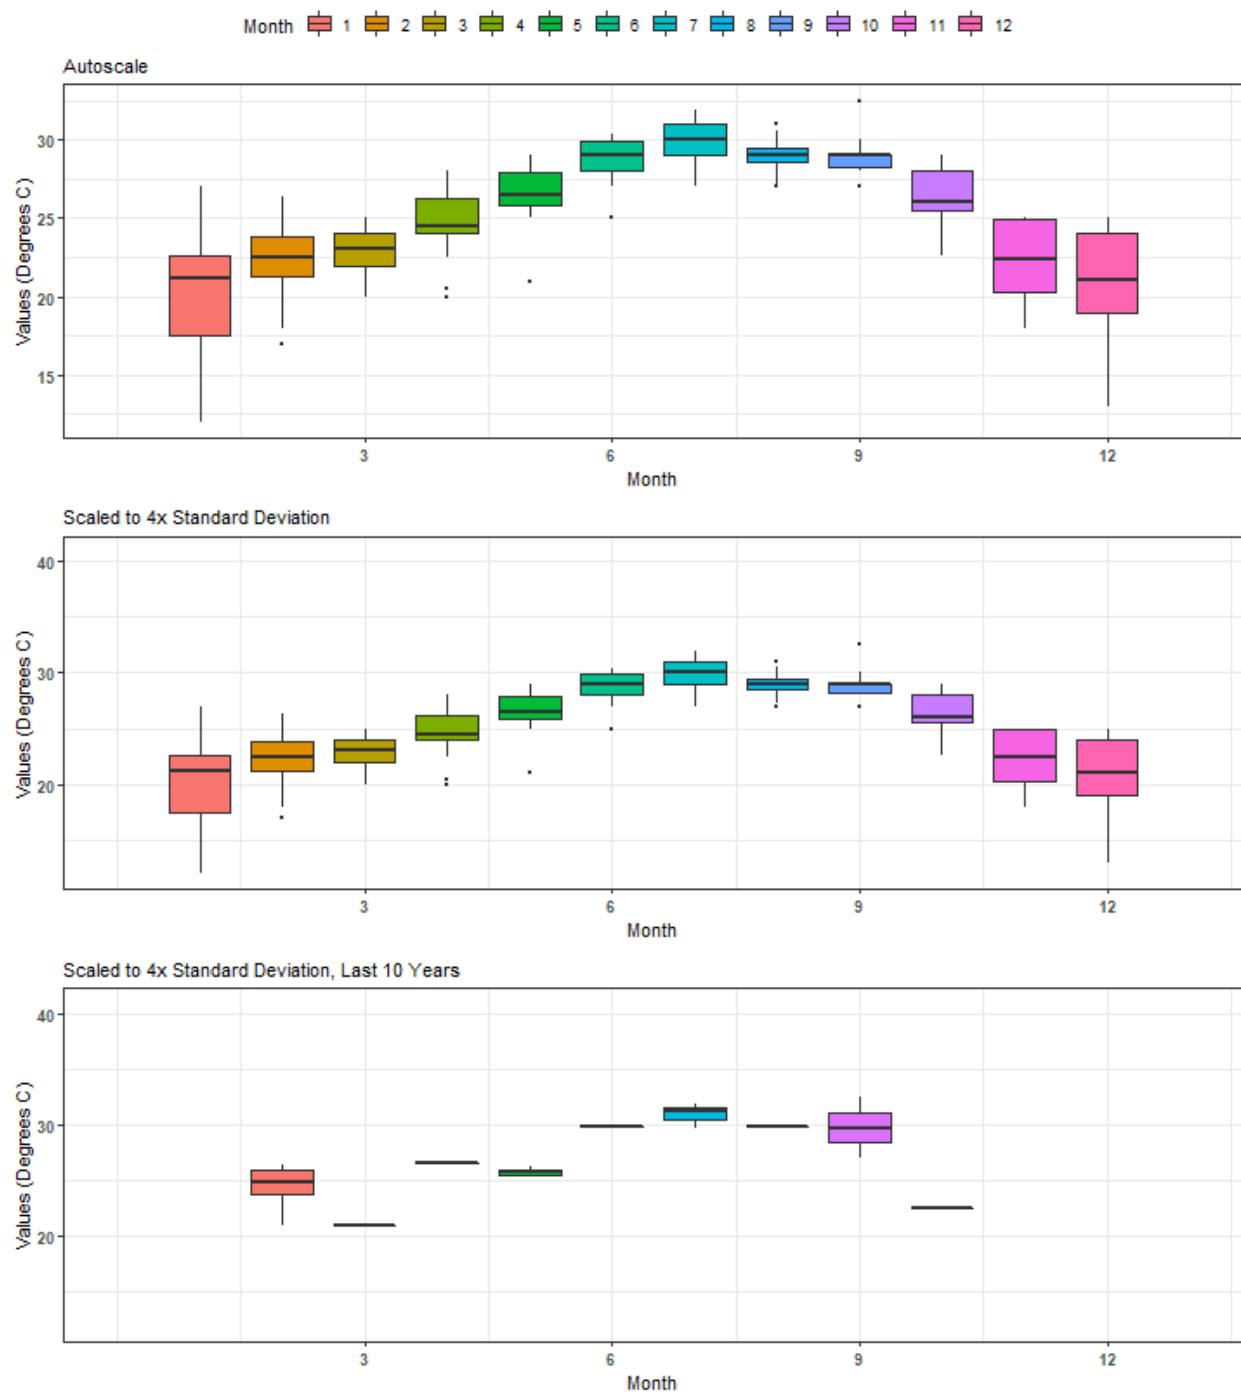 Month 1 2 3 4 5 6 7 8 9 10 11 12
Autoscale
Values (Degrees C)
30
25
20
15
3 6 9 12
Month
Scaled to 4x Standard Deviation
Values (Degrees C)
40
30
20
3 6 9 12
Month
Scaled to 4x Standard Deviation, Last 10 Years
Values (Degrees C)
40
30
20
3 6 9 12
Month